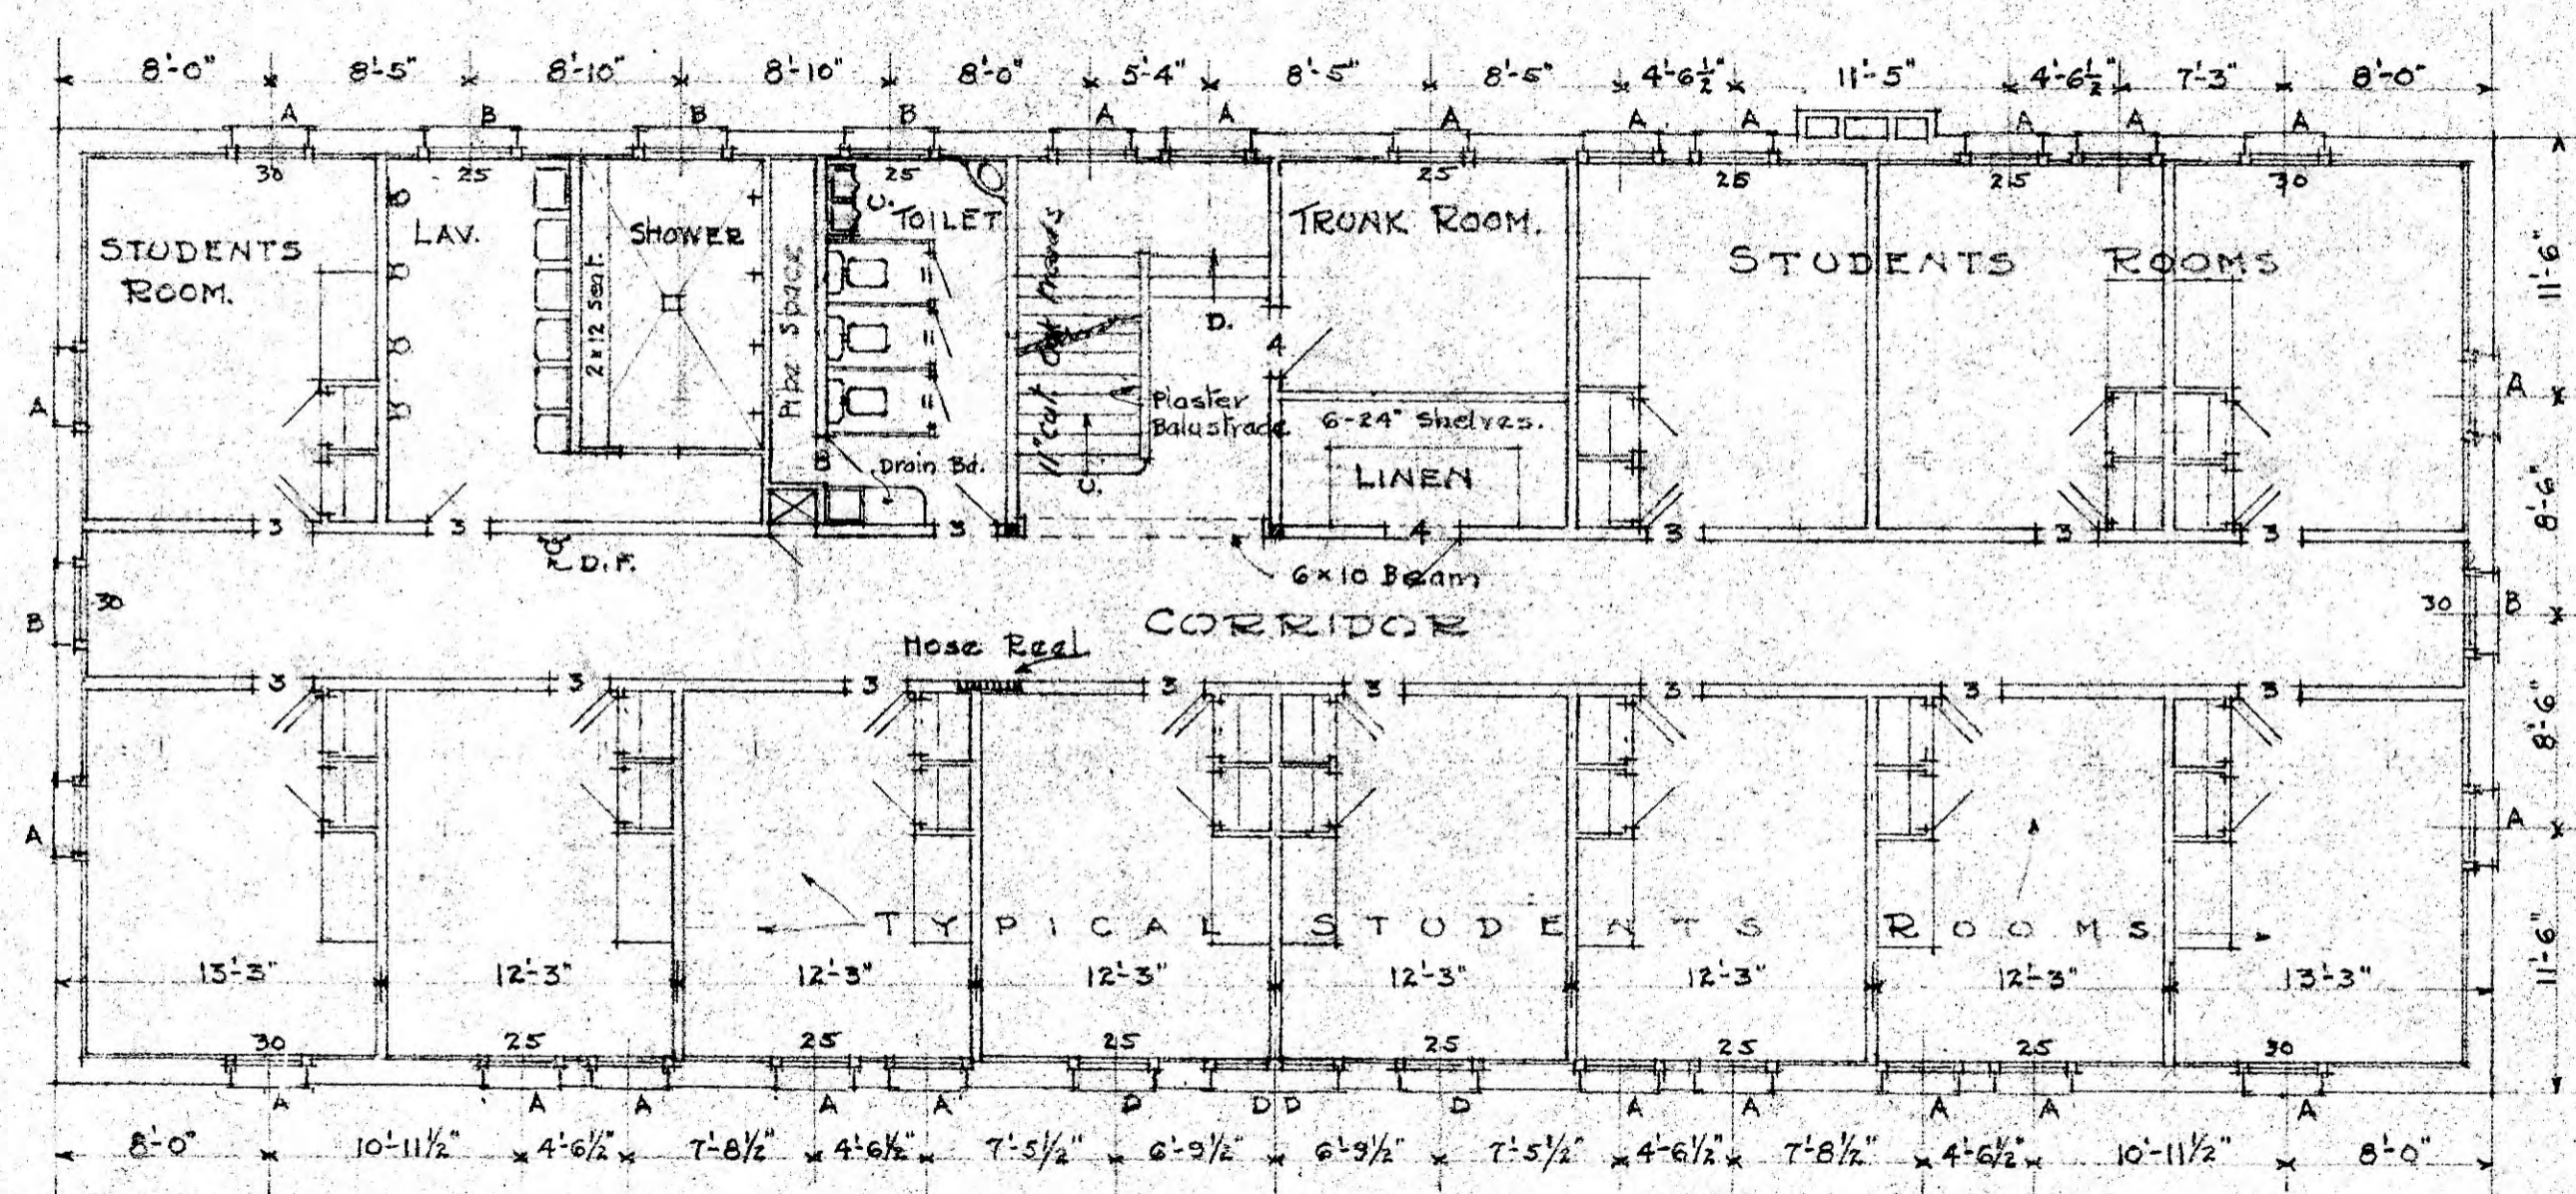 8'-0" 8'-5" 8'-10" 8'-10" 8'-0" 5'-4" 8'-5" 8'-5" 4'-6½" 11'-5" 4'-6½" 7'-3" 8'-0"
A B B B A A A A A A A A
30 25 25 25 25 25 30
STUDENTS
ROOM.
LAV.
2x12 Seat.
SHOWER
Pipe Space
U.
TOILET
11" Cut Treads
D.
U.
Plaster
Balustrade
TRUNK ROOM.
4
STUDENTS ROOMS
11'-6"
6-24" Shelves.
LINEN
A A
Drain Bd.
8'-6"
3 3 3 4 3 3 3
D.F.
6x10 Beam
B 30 30 B
CORRIDOR
Hose Reel
3 3 3 3 3 3 3 3
8'-6"
A A
TYPICAL STUDENTS ROOMS
11'-6"
13'-3" 12'-3" 12'-3" 12'-3" 12'-3" 12'-3" 12'-3" 13'-3"
30 25 25 25 25 25 25 30
A A A A A D D D D A A A A A
8'-0" 10'-11½" 4'-6½" 7'-8½" 4'-6½" 7'-5½" 6'-9½" 6'-9½" 7'-5½" 4'-6½" 7'-8½" 4'-6½" 10'-11½" 8'-0"